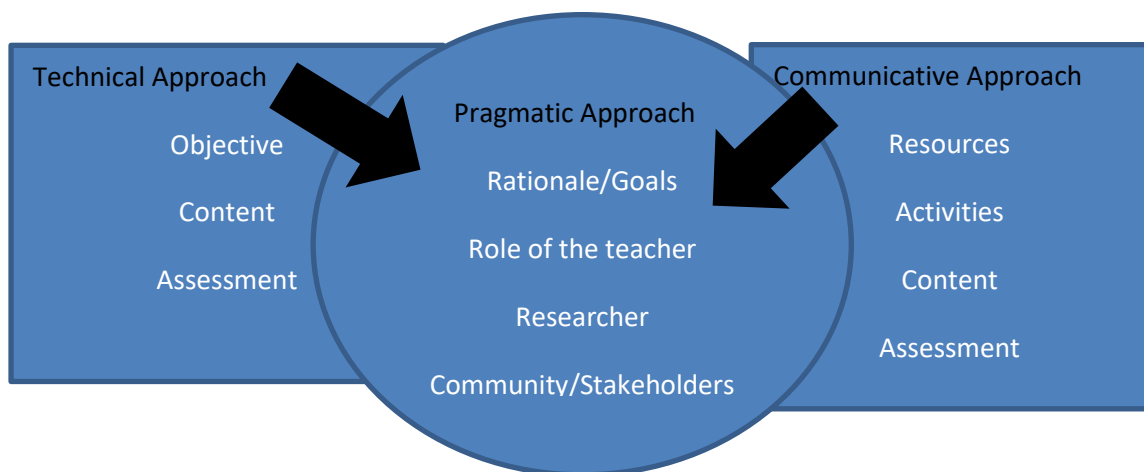 Technical Approach
Objective
Content
Assessment
Pragmatic Approach
Rationale/Goals
Role of the teacher
Researcher
Community/Stakeholders
Communicative Approach
Resources
Activities
Content
Assessment